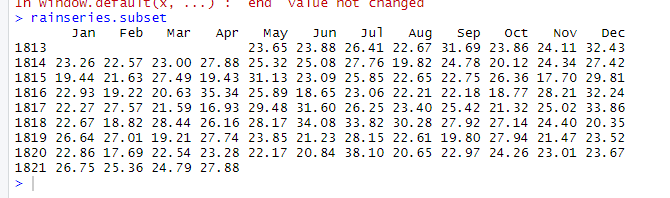 In window.default(x, ...) : 'end' value not changed
> rainseries.subset
Jan Feb Mar Apr May Jun Jul Aug Sep Oct Nov Dec
1813 23.65 23.88 26.41 22.67 31.69 23.86 24.11 32.43
1814 23.26 22.57 23.00 27.88 25.32 25.08 27.76 19.82 24.78 20.12 24.34 27.42
1815 19.44 21.63 27.49 19.43 31.13 23.09 25.85 22.65 22.75 26.36 17.70 29.81
1816 22.93 19.22 20.63 35.34 25.89 18.65 23.06 22.21 22.18 18.77 28.21 32.24
1817 22.27 27.57 21.59 16.93 29.48 31.60 26.25 23.40 25.42 21.32 25.02 33.86
1818 22.67 18.82 28.44 26.16 28.17 34.08 33.82 30.28 27.92 27.14 24.40 20.35
1819 26.64 27.01 19.21 27.74 23.85 21.23 28.15 22.61 19.80 27.94 21.47 23.52
1820 22.86 17.69 22.54 23.28 22.17 20.84 38.10 20.65 22.97 24.26 23.01 23.67
1821 26.75 25.36 24.79 27.88
>